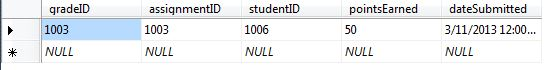 gradeID assignmentID studentID pointsEarned dateSubmitted
1003 1003 1006 50 3/11/2013 12:00...
NULL NULL NULL NULL NULL